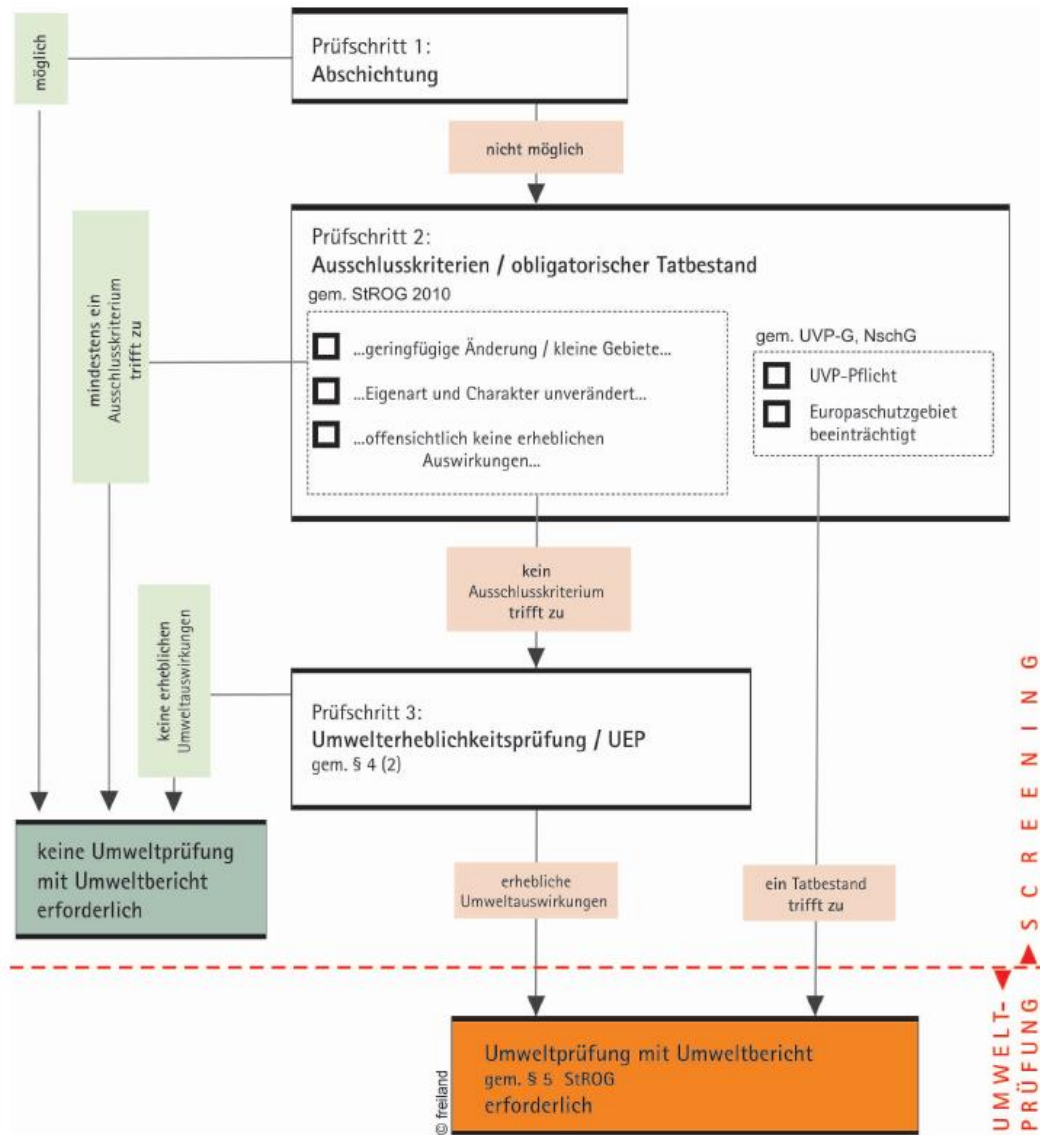 möglich
Prüfschritt 1:
Abschichtung
nicht möglich
Prüfschritt 2:
Ausschlusskriterien / obligatorischer Tatbestand
gem. StROG 2010
...geringfügige Änderung / kleine Gebiete...
...Eigenart und Charakter unverändert...
...offensichtlich keine erheblichen
Auswirkungen...
gem. UVP-G, NschG
UVP-Pflicht
Europaschutzgebiet
beeinträchtigt
mindestens ein
Ausschlusskriterium
trifft zu
kein
Ausschlusskriterium
trifft zu
keine erheblichen
Umweltauswirkungen
Prüfschritt 3:
Umwelterheblichkeitsprüfung / UEP
gem. § 4 (2)
keine Umweltprüfung
mit Umweltbericht
erforderlich
erhebliche
Umweltauswirkungen
ein Tatbestand
trifft zu
SCREENING
UMWELT-
PRÜFUNG
Umweltprüfung mit Umweltbericht
gem. § 5 StROG
erforderlich
© freiland